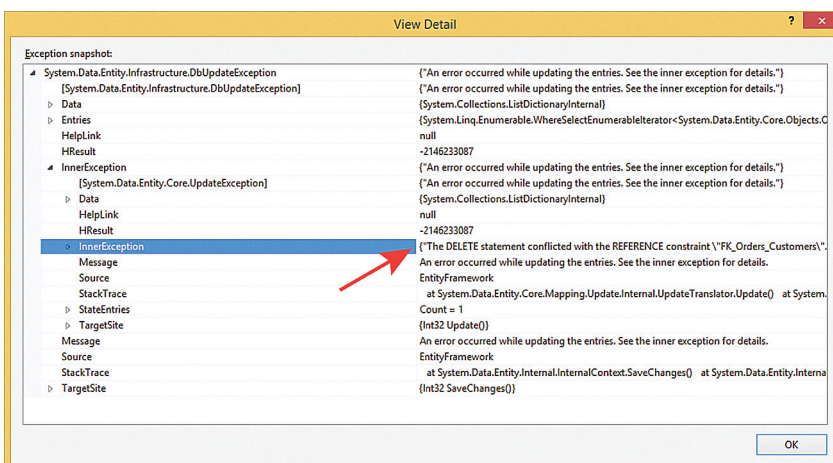 View Detail
? ×
Exception snapshot:
System.Data.Entity.Infrastructure.DbUpdateException {"An error occurred while updating the entries. See the inner exception for details."}
[System.Data.Entity.Infrastructure.DbUpdateException] {"An error occurred while updating the entries. See the inner exception for details."}
Data {System.Collections.ListDictionaryInternal}
Entries {System.Linq.Enumerable.WhereSelectEnumerableIterator<System.Data.Entity.Core.Objects.O
HelpLink null
HResult -2146233087
InnerException {"An error occurred while updating the entries. See the inner exception for details."}
[System.Data.Entity.Core.UpdateException] {"An error occurred while updating the entries. See the inner exception for details."}
Data {System.Collections.ListDictionaryInternal}
HelpLink null
HResult -2146233087
InnerException {"The DELETE statement conflicted with the REFERENCE constraint \"FK_Orders_Customers\".
Message An error occurred while updating the entries. See the inner exception for details.
Source EntityFramework
StackTrace at System.Data.Entity.Core.Mapping.Update.Internal.UpdateTranslator.Update() at System.
StateEntries Count = 1
TargetSite {Int32 Update()}
Message An error occurred while updating the entries. See the inner exception for details.
Source EntityFramework
StackTrace at System.Data.Entity.Internal.InternalContext.SaveChanges() at System.Data.Entity.Interna
TargetSite {Int32 SaveChanges()}
OK